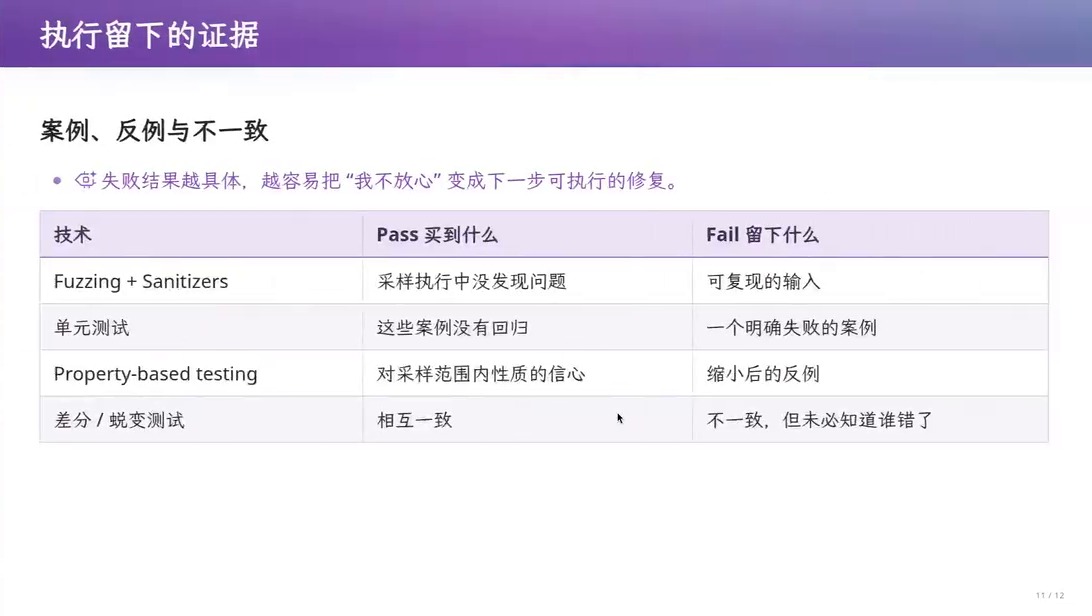 执行留下的证据
案例、反例与不一致
失败结果越具体，越容易把 “我不放心” 变成下一步可执行的修复。
技术 Pass 买到什么 Fail 留下什么
Fuzzing + Sanitizers 采样执行中没发现问题 可复现的输入
单元测试 这些案例没有回归 一个明确失败的案例
Property-based testing 对采样范围内性质的信心 缩小后的反例
差分 / 蜕变测试 相互一致 不一致，但未必知道谁错了
11 / 12